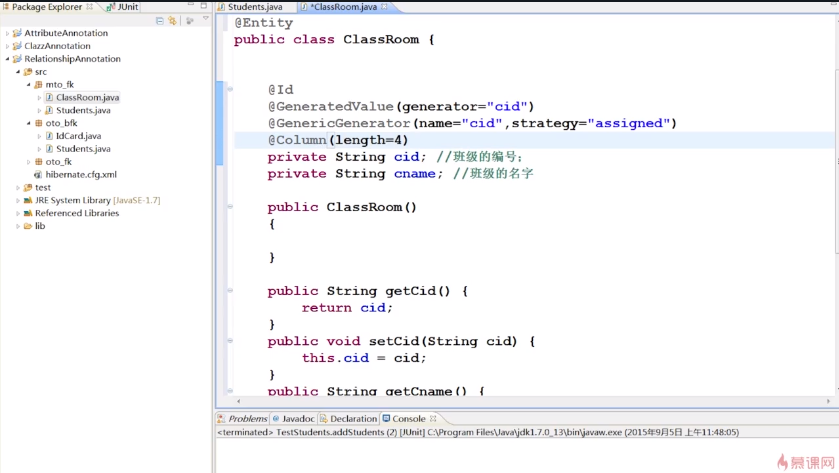 Package Explorer
JUnit
AttributeAnnotation
ClazzAnnotation
RelationshipAnnotation
src
mto_fk
ClassRoom.java
Students.java
oto_bfk
IdCard.java
Students.java
oto_fk
hibernate.cfg.xml
test
JRE System Library [JavaSE-1.7]
Referenced Libraries
lib
Students.java
*ClassRoom.java
@Entity
public class ClassRoom {
@Id
@GeneratedValue(generator="cid")
@GenericGenerator(name="cid",strategy="assigned")
@Column(length=4)
private String cid; //班级的编号;
private String cname; //班级的名字
public ClassRoom()
{
}
public String getCid() {
return cid;
}
public void setCid(String cid) {
this.cid = cid;
}
public String getCname() {
Problems @ Javadoc Declaration Console
<terminated> TestStudents.addStudents (2) [JUnit] C:\Program Files\Java\jdk1.7.0_13\bin\javaw.exe (2015年9月5日 上午11:48:05)
慕课网